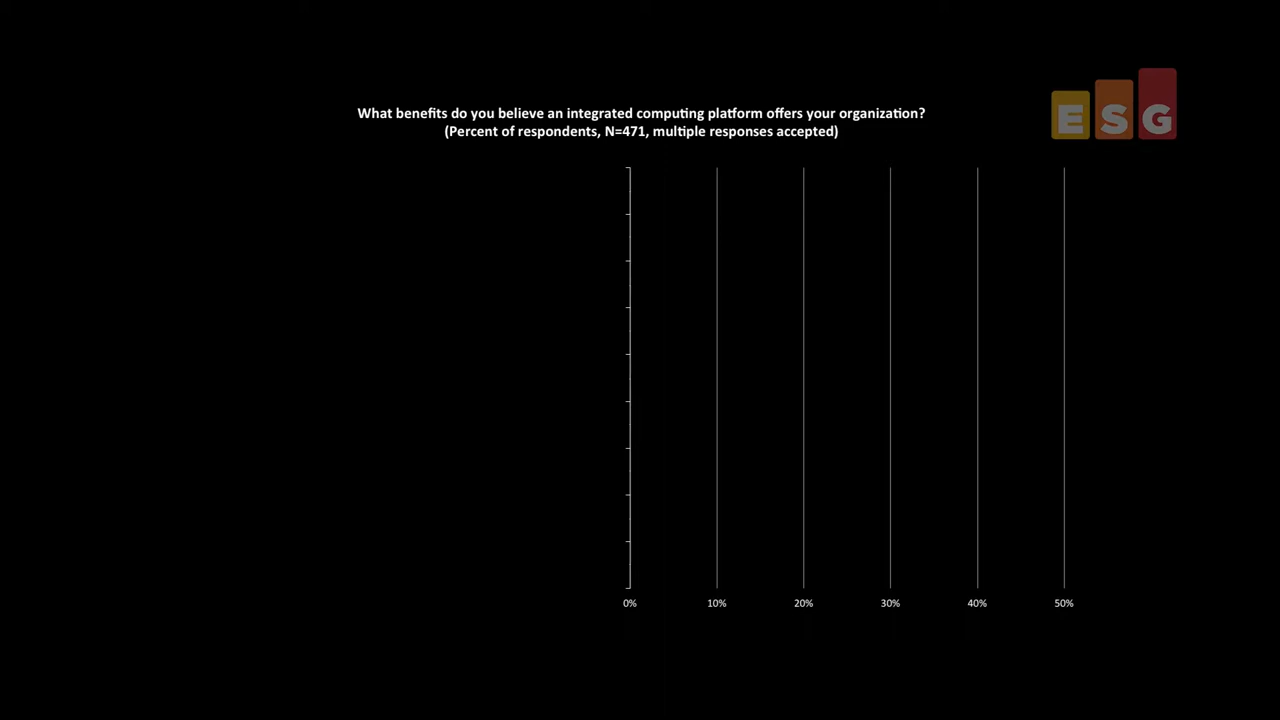 What benefits do you believe an integrated computing platform offers your organization?
(Percent of respondents, N=471, multiple responses accepted)
ESG
0% 10% 20% 30% 40% 50%